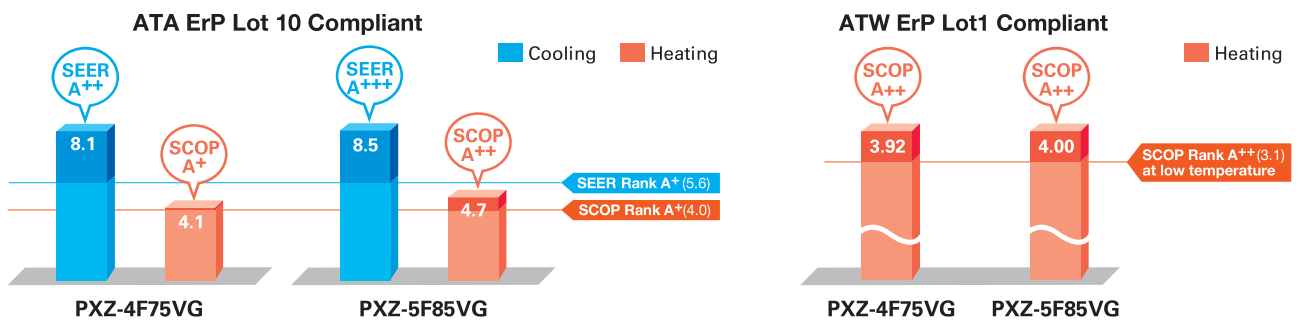 ATA ErP Lot 10 Compliant
Cooling
Heating
SEER
A++
8.1
SCOP
A+
4.1
SEER
A+++
8.5
SCOP
A++
4.7
SEER Rank A+(5.6)
SCOP Rank A+(4.0)
PXZ-4F75VG
PXZ-5F85VG
ATW ErP Lot1 Compliant
Heating
SCOP
A++
3.92
SCOP
A++
4.00
SCOP Rank A++(3.1)
at low temperature
PXZ-4F75VG
PXZ-5F85VG